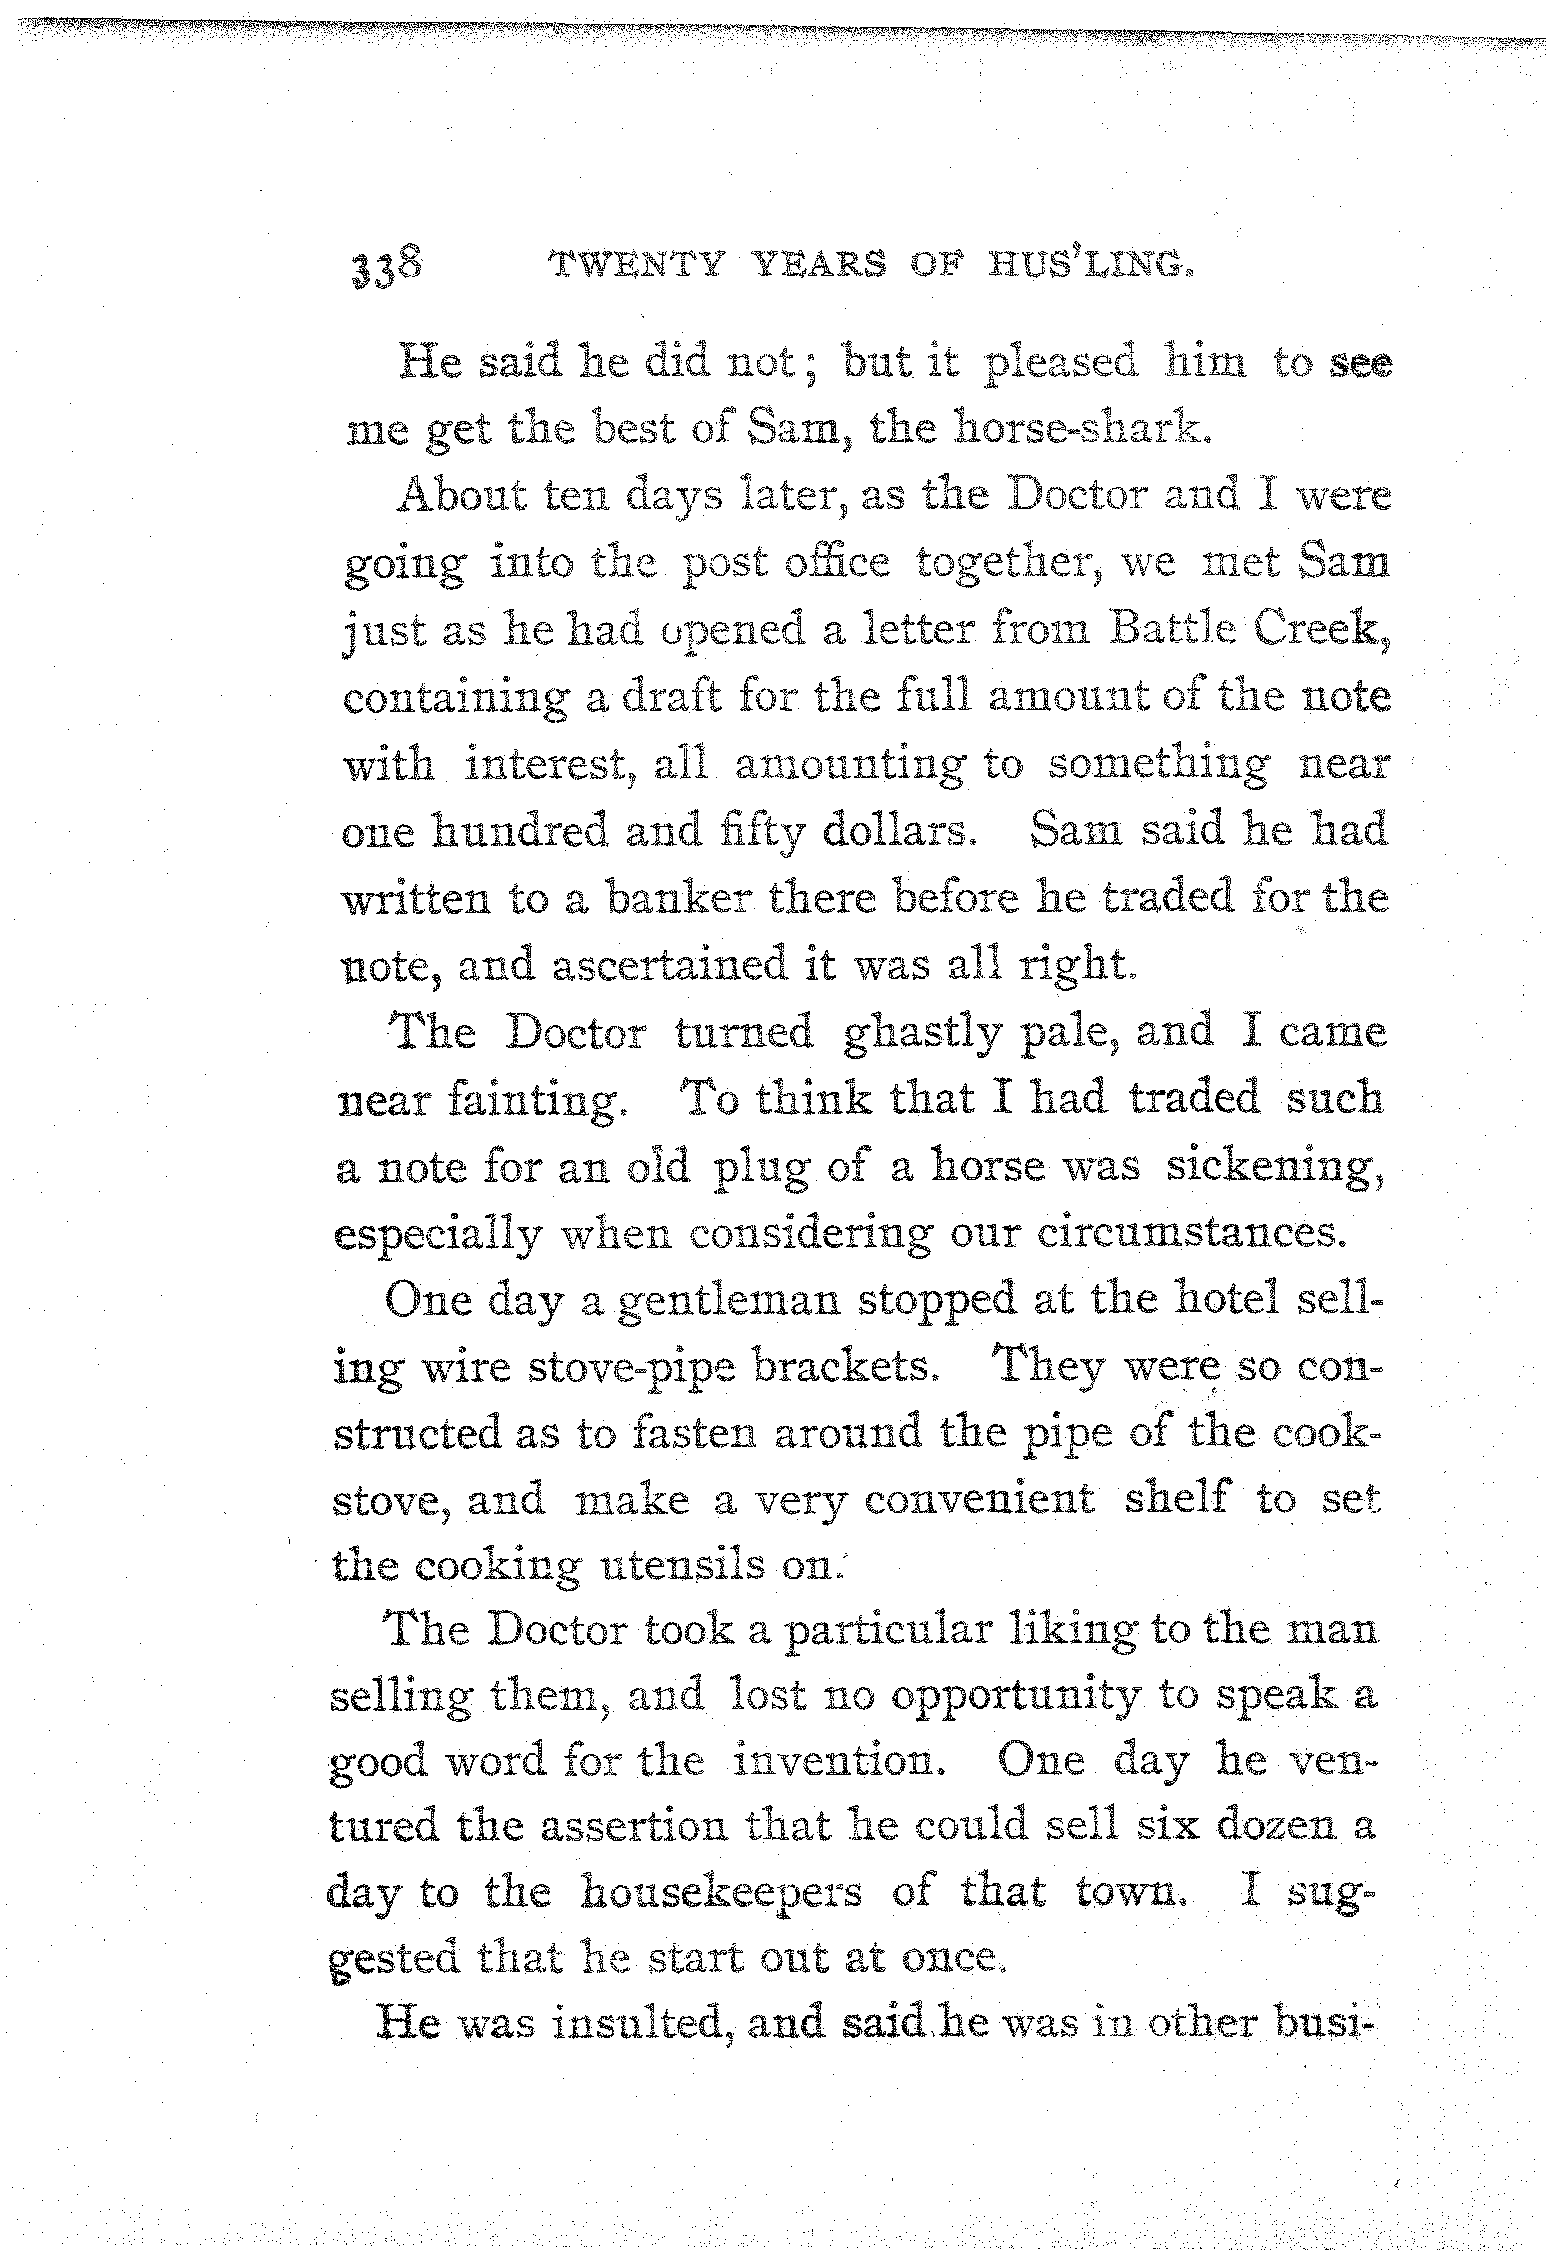 338 TWENTY YEARS OF HUS'LING.
He said he did not; but it pleased him to see
me get the best of Sam, the horse-shark.
About ten days later, as the Doctor and I were
going into the post office together, we met Sam
just as he had opened a letter from Battle Creek,
containing a draft for the full amount of the note
with interest, all amounting to something near
one hundred and fifty dollars. Sam said he had
written to a banker there before he traded for the
note, and ascertained it was all right.
The Doctor turned ghastly pale, and I came
near fainting. To think that I had traded such
a note for an old plug of a horse was sickening,
especially when considering our circumstances.
One day a gentleman stopped at the hotel sell-
ing wire stove-pipe brackets. They were so con-
structed as to fasten around the pipe of the cook-
stove, and make a very convenient shelf to set
the cooking utensils on.
The Doctor took a particular liking to the man
selling them, and lost no opportunity to speak a
good word for the invention. One day he ven-
tured the assertion that he could sell six dozen a
day to the housekeepers of that town. I sug-
gested that he start out at once.
He was insulted, and said he was in other busi-